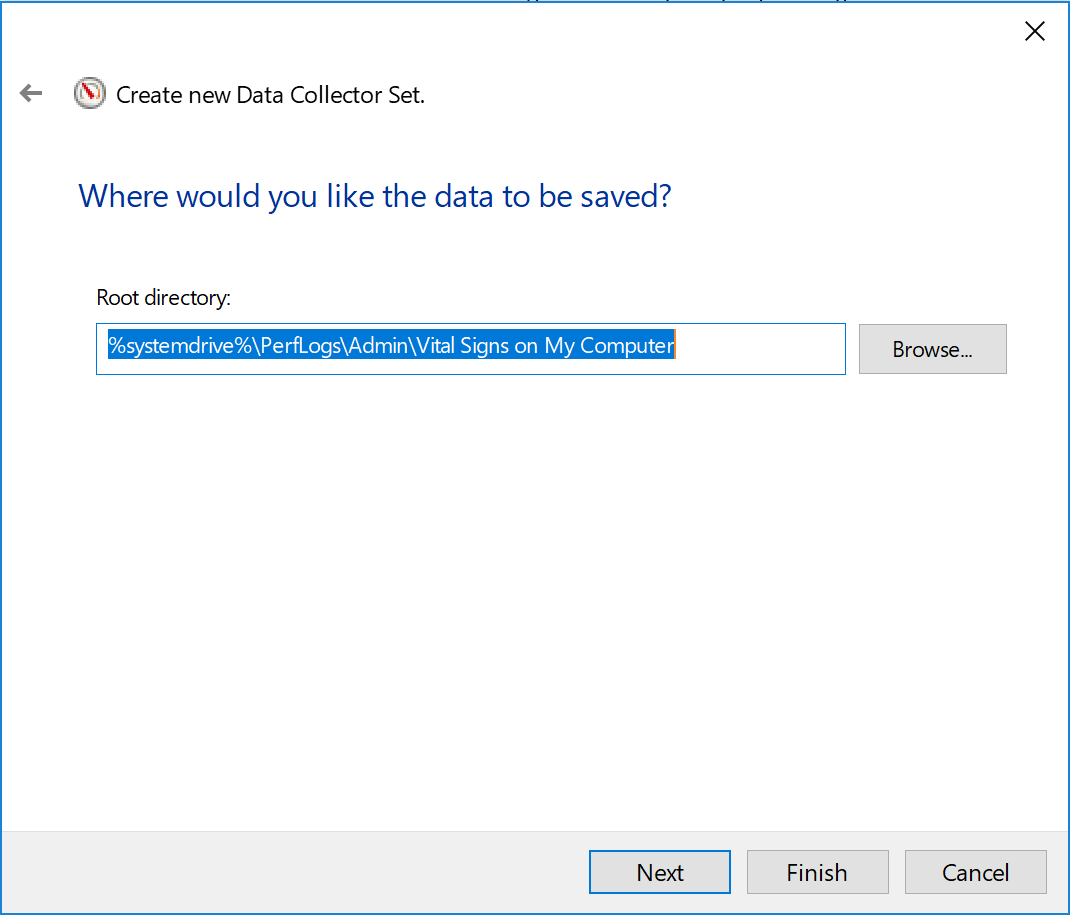 Create new Data Collector Set.
Where would you like the data to be saved?
Root directory:
%systemdrive%\PerfLogs\Admin\Vital Signs on My Computer
Browse...
Next
Finish
Cancel